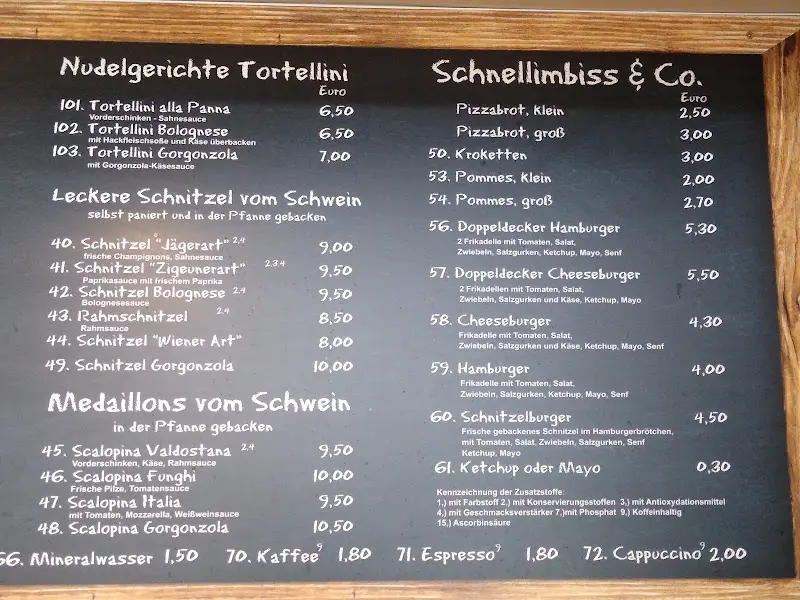 Nudelgerichte Tortellini
Euro
101. Tortellini alla Panna 6,50
Vorderschinken - Sahnesauce
102. Tortellini Bolognese 6,50
mit Hackfleischsoße und Käse überbacken
103. Tortellini Gorgonzola 7,00
mit Gorgonzola-Käsesauce
Leckere Schnitzel vom Schwein
selbst paniert und in der Pfanne gebacken
40. Schnitzel "Jägerart" 2,4 9,00
frische Champignons, Sahnesauce
41. Schnitzel "Zigeunerart" 2,3,4 9,50
Paprikasauce mit frischem Paprika
42. Schnitzel Bolognese 2,4 9,50
Bolognesesauce
43. Rahmschnitzel 2,4 8,50
Rahmsauce
44. Schnitzel "Wiener Art" 8,00
49. Schnitzel Gorgonzola 10,00
Medaillons vom Schwein
in der Pfanne gebacken
45. Scalopina Valdostana 2,4 9,50
Vorderschinken, Käse, Rahmsauce
46. Scalopina Funghi 10,00
Frische Pilze, Tomatensauce
47. Scalopina Italia 9,50
mit Tomaten, Mozzarella, Weißweinsauce
48. Scalopina Gorgonzola 10,50
Schnellimbiss & Co.
Euro
Pizzabrot, klein 2,50
Pizzabrot, groß 3,00
50. Kroketten 3,00
53. Pommes, klein 2,00
54. Pommes, groß 2,70
56. Doppeldecker Hamburger 5,30
2 Frikadelle mit Tomaten, Salat,
Zwiebeln, Salzgurken, Ketchup, Mayo, Senf
57. Doppeldecker Cheeseburger 5,50
2 Frikadellen mit Tomaten, Salat,
Zwiebeln, Salzgurken und Käse, Ketchup, Mayo
58. Cheeseburger 4,30
Frikadelle mit Tomaten, Salat,
Zwiebeln, Salzgurken und Käse, Ketchup, Mayo, Senf
59. Hamburger 4,00
Frikadelle mit Tomaten, Salat,
Zwiebeln, Salzgurken, Ketchup, Mayo, Senf
60. Schnitzelburger 4,50
Frische gebackenes Schnitzel im Hamburgerbrötchen,
mit Tomaten, Salat, Zwiebeln, Salzgurken, Senf
Ketchup, Mayo
61. Ketchup oder Mayo 0,30
Kennzeichnung der Zusatzstoffe:
1,) mit Farbstoff 2,) mit Konservierungsstoffen 3,) mit Antioxydationsmittel
4,) mit Geschmacksverstärker 7,)mit Phosphat 9,) Koffeinhaltig
15,) Ascorbinsäure
66. Mineralwasser 1,50 70. Kaffee 9 1,80 71. Espresso 9 1,80 72. Cappuccino 9 2,00